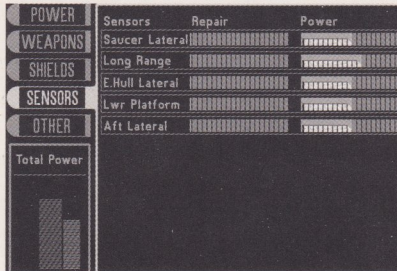 POWER
WEAPONS
SHIELDS
SENSORS
OTHER
Total Power
Sensors Repair Power
Saucer Lateral
Long Range
E.Hull Lateral
Lwr Platform
Aft Lateral